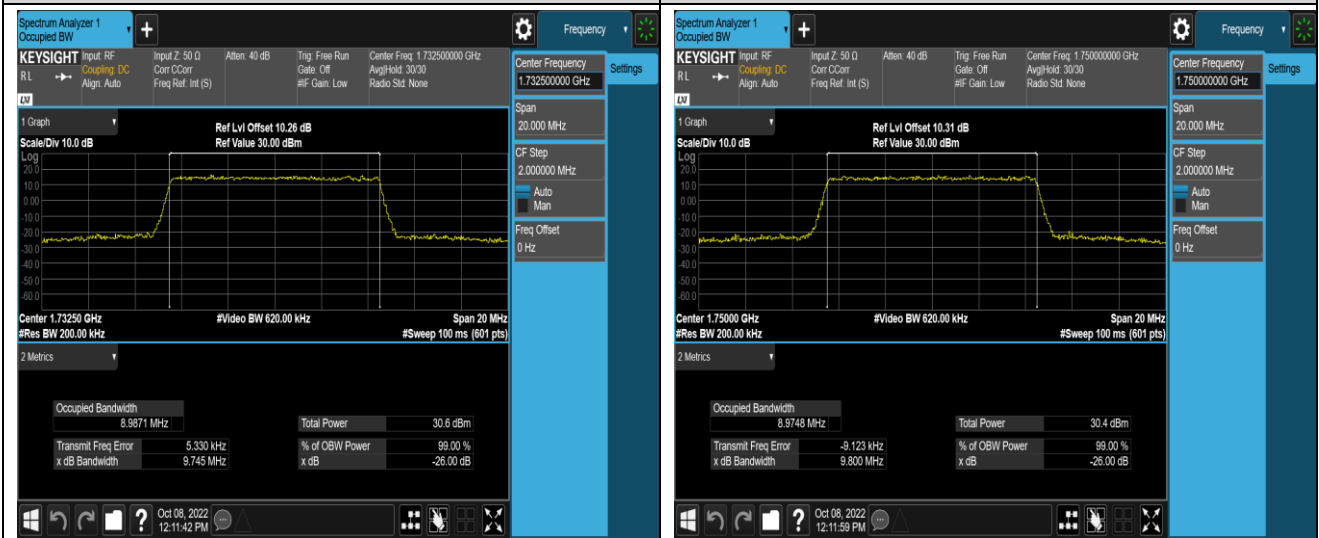 Spectrum Analyzer 1
Occupied BW
+
Frequency
KEYSIGHT Input: RF Input Z: 50 Ω Atten: 40 dB Trig: Free Run Center Freq: 1.732500000 GHz
RL Coupling: DC Corr CCorr Gate: Off Avg|Hold: 30/30
Align: Auto Freq Ref: Int (S) #IF Gain: Low Radio Std: None
LXI
Center Frequency
1.732500000 GHz
Settings
Span
20.000 MHz
CF Step
2.000000 MHz
Auto
Man
Freq Offset
0 Hz
1 Graph
Ref Lvl Offset 10.26 dB
Scale/Div 10.0 dB Ref Value 30.00 dBm
Log
20.0
10.0
0.00
-10.0
-20.0
-30.0
-40.0
-50.0
-60.0
Center 1.73250 GHz #Video BW 620.00 kHz Span 20 MHz
#Res BW 200.00 kHz #Sweep 100 ms (601 pts)
2 Metrics
Occupied Bandwidth
8.9871 MHz Total Power 30.6 dBm
Transmit Freq Error 5.330 kHz % of OBW Power 99.00 %
x dB Bandwidth 9.745 MHz x dB -26.00 dB
? Oct 08, 2022
12:11:42 PM
Spectrum Analyzer 1
Occupied BW
+
Frequency
KEYSIGHT Input: RF Input Z: 50 Ω Atten: 40 dB Trig: Free Run Center Freq: 1.750000000 GHz
RL Coupling: DC Corr CCorr Gate: Off Avg|Hold: 30/30
Align: Auto Freq Ref: Int (S) #IF Gain: Low Radio Std: None
LXI
Center Frequency
1.750000000 GHz
Settings
Span
20.000 MHz
CF Step
2.000000 MHz
Auto
Man
Freq Offset
0 Hz
1 Graph
Ref Lvl Offset 10.31 dB
Scale/Div 10.0 dB Ref Value 30.00 dBm
Log
20.0
10.0
0.00
-10.0
-20.0
-30.0
-40.0
-50.0
-60.0
Center 1.75000 GHz #Video BW 620.00 kHz Span 20 MHz
#Res BW 200.00 kHz #Sweep 100 ms (601 pts)
2 Metrics
Occupied Bandwidth
8.9748 MHz Total Power 30.4 dBm
Transmit Freq Error -9.123 kHz % of OBW Power 99.00 %
x dB Bandwidth 9.800 MHz x dB -26.00 dB
? Oct 08, 2022
12:11:59 PM